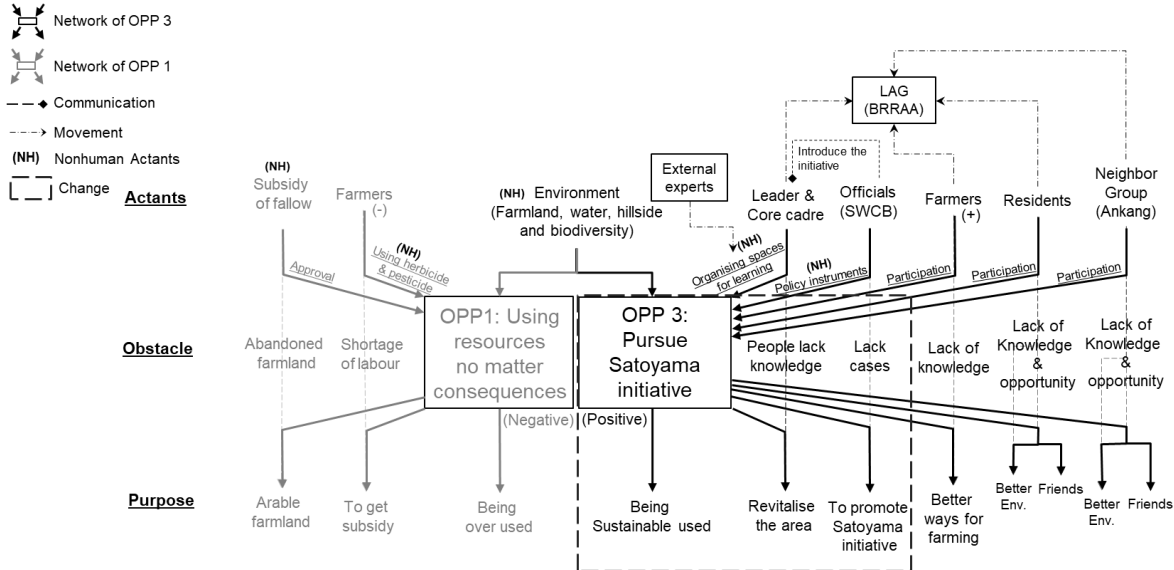 Network of OPP 3
Network of OPP 1
Communication
Movement
(NH) Nonhuman Actants
Change
Actants
(NH)
Subsidy
of fallow
Farmers
(-)
(NH) Environment
(Farmland, water, hillside
and biodiversity)
External
experts
LAG
(BRRAA)
Introduce the
initiative
Leader &
Core cadre
Officials
(SWCB)
Farmers
(+)
Residents
Neighbor
Group
(Ankang)
Approval
(NH)
Using herbicide
& pesticide
(NH)
Organising spaces
for learning
(NH)
Policy instruments
Participation
Participation
Participation
Obstacle
Abandoned
farmland
Shortage
of labour
OPP1: Using
resources
no matter
consequences
(Negative)
OPP 3:
Pursue
Satoyama
initiative
(Positive)
People lack
knowledge
Lack
cases
Lack of
knowledge
Lack of
Knowledge
&
opportunity
Lack of
Knowledge
&
opportunity
Purpose
Arable
farmland
To get
subsidy
Being
over used
Being
Sustainable used
Revitalise
the area
To promote
Satoyama
initiative
Better
ways for
farming
Better
Env.
Friends
Better
Env.
Friends